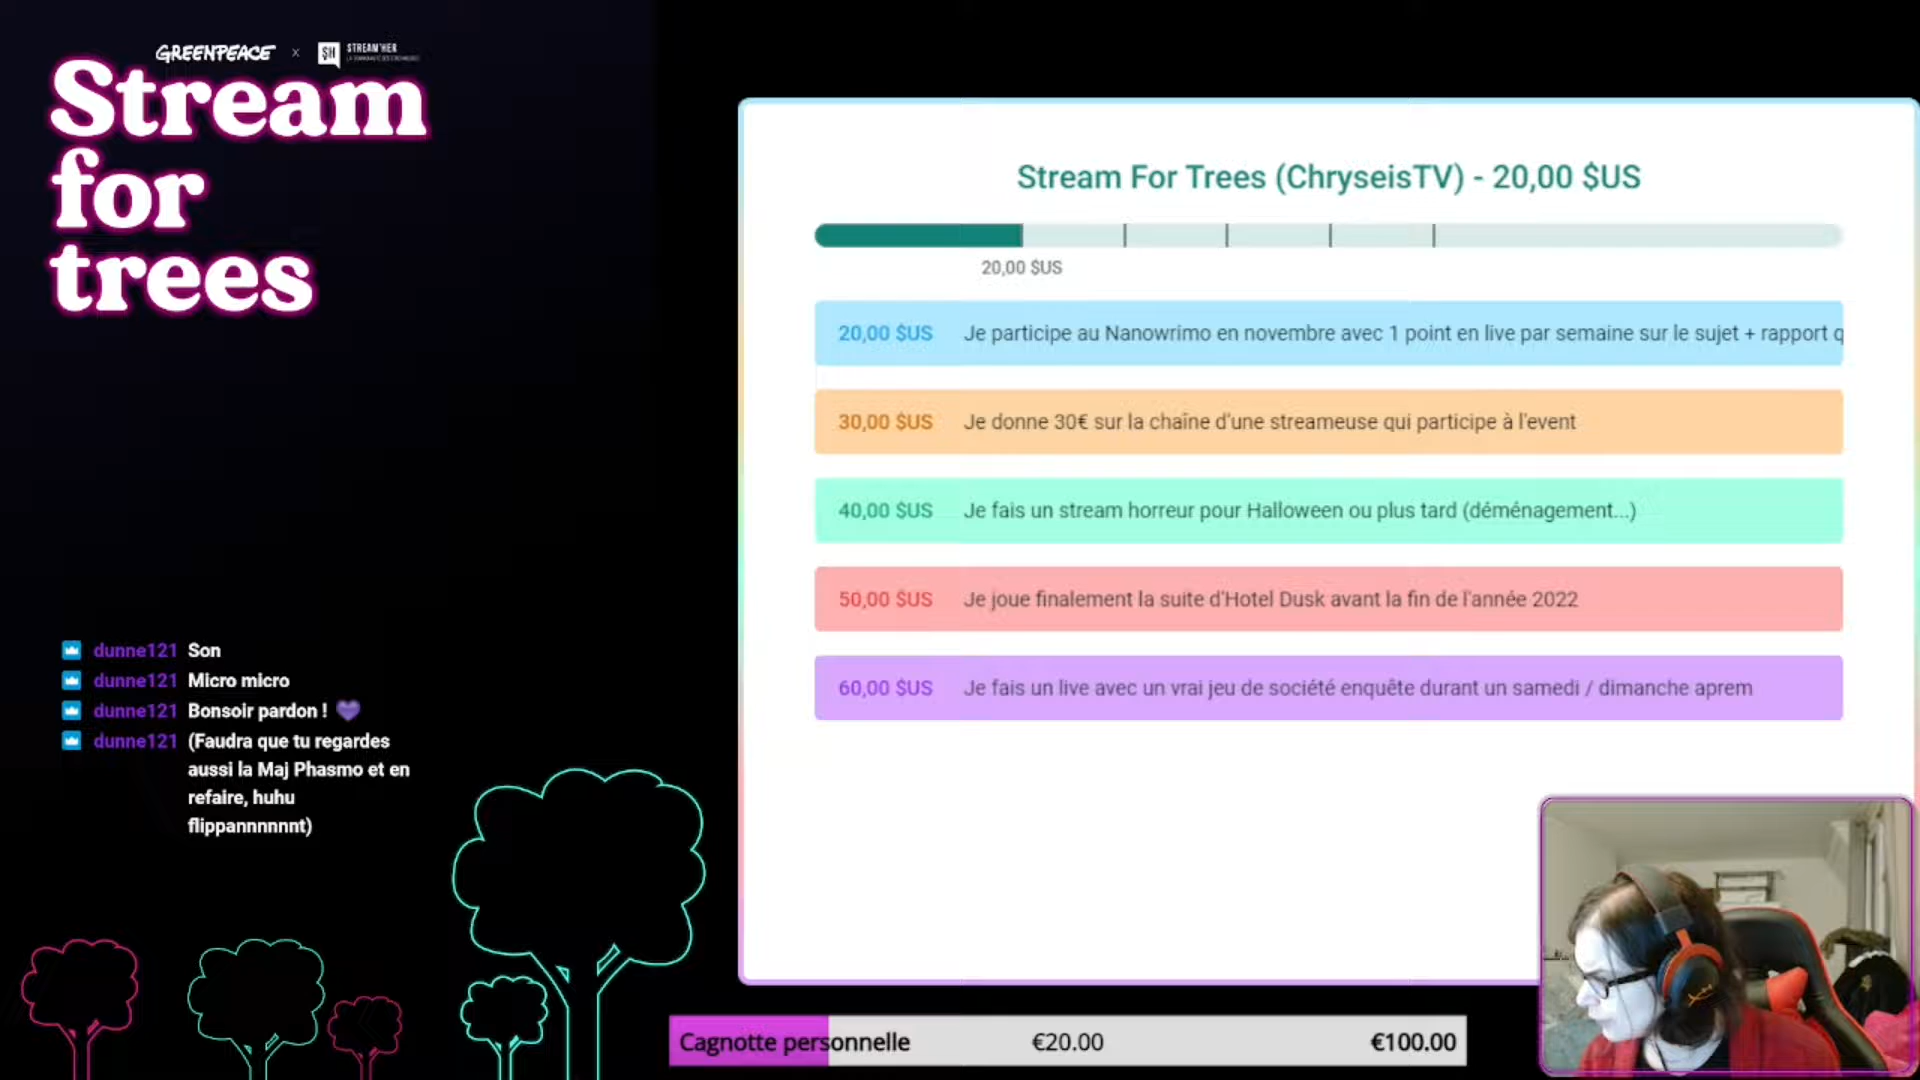 GREENPEACE x $H STREAM'HER
Stream
for
trees
Stream For Trees (ChryseisTV) - 20,00 $US
20,00 $US
20,00 $US Je participe au Nanowrimo en novembre avec 1 point en live par semaine sur le sujet + rapport q
30,00 $US Je donne 30€ sur la chaîne d'une streameuse qui participe à l'event
40,00 $US Je fais un stream horreur pour Halloween ou plus tard (déménagement...)
50,00 $US Je joue finalement la suite d'Hotel Dusk avant la fin de l'année 2022
60,00 $US Je fais un live avec un vrai jeu de société enquête durant un samedi / dimanche aprem
dunne121 Son
dunne121 Micro micro
dunne121 Bonsoir pardon !
dunne121 (Faudra que tu regardes
aussi la Maj Phasmo et en
refaire, huhu
flippannnnnnt)
Cagnotte personnelle €20.00 €100.00